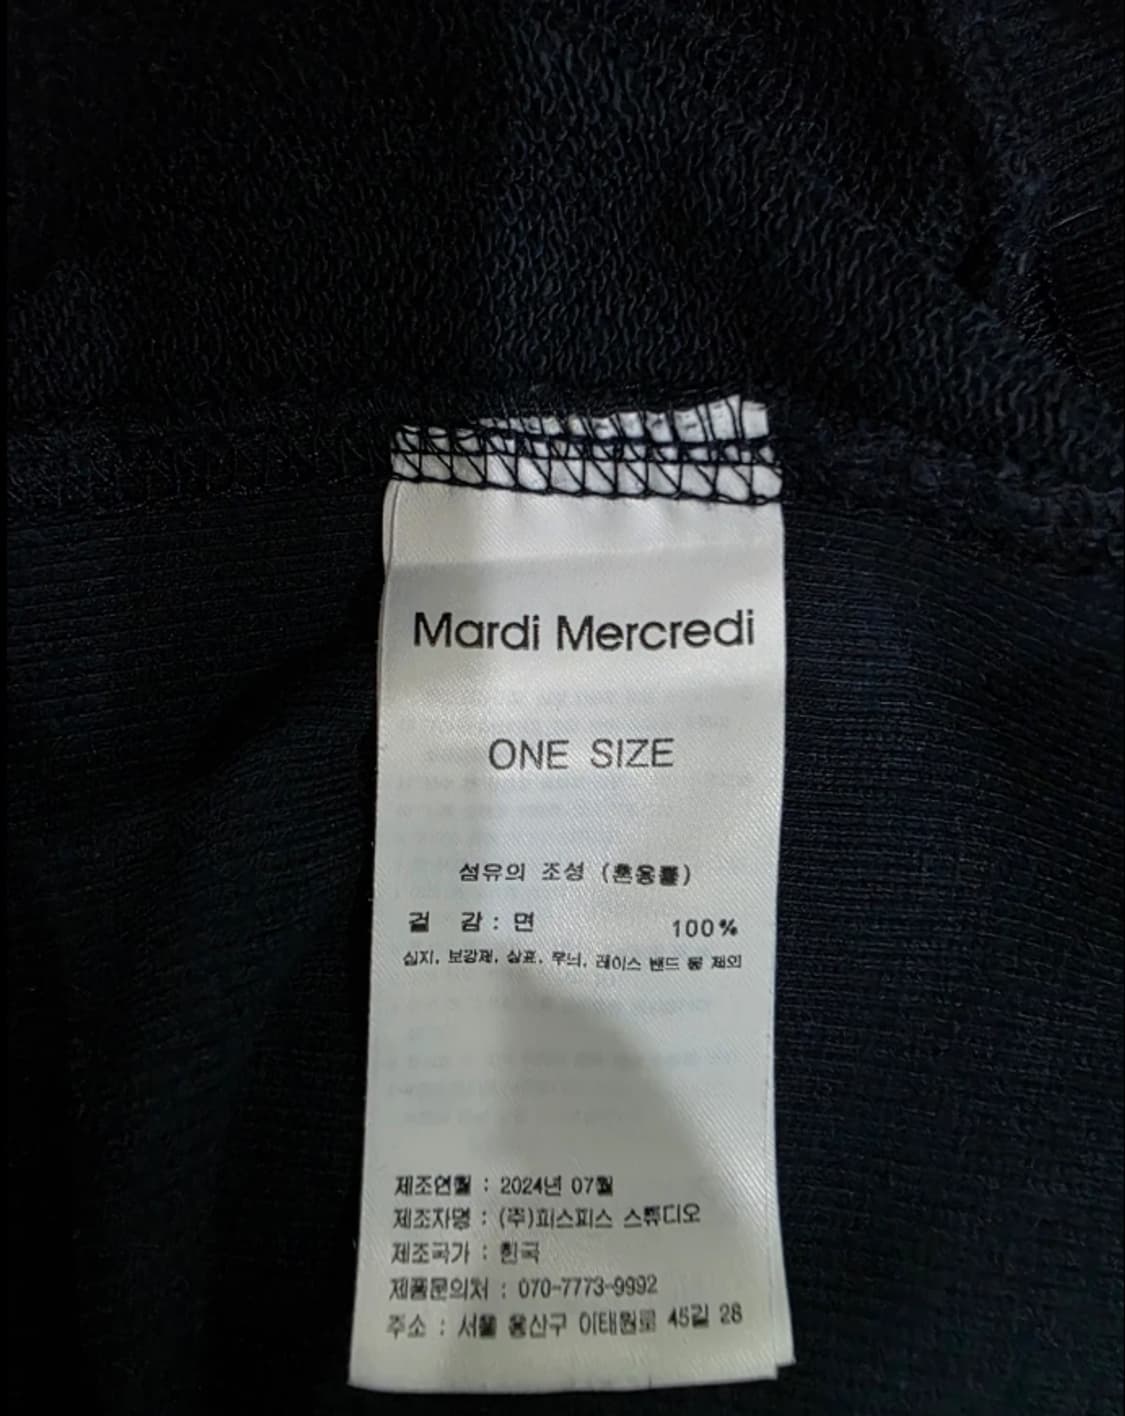 Mardi Mercredi
ONE SIZE
섬유의 조성 (혼용률)
겉 감 : 면 100%
심지, 보강제, 상표, 무늬, 레이스 밴드 등 제외
제조연월 : 2024년 07월
제조자명 : (주)피스피스 스튜디오
제조국가 : 한국
제품문의처 : 070-7773-9992
주소 : 서울 용산구 이태원로 45길 28